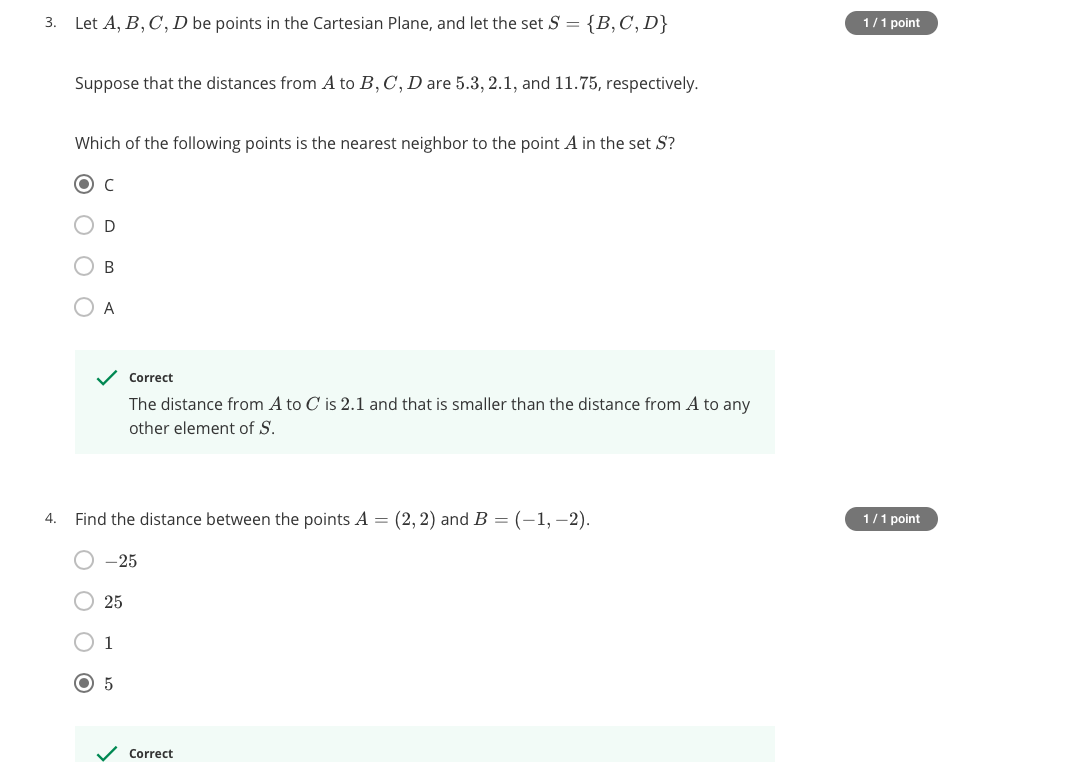 3. Let A, B, C, D be points in the Cartesian Plane, and let the set S = {B, C, D}
1 / 1 point
Suppose that the distances from A to B, C, D are 5.3, 2.1, and 11.75, respectively.
Which of the following points is the nearest neighbor to the point A in the set S?
C
D
B
A
Correct
The distance from A to C is 2.1 and that is smaller than the distance from A to any
other element of S.
4. Find the distance between the points A = (2, 2) and B = (−1, −2).
1 / 1 point
−25
25
1
5
Correct